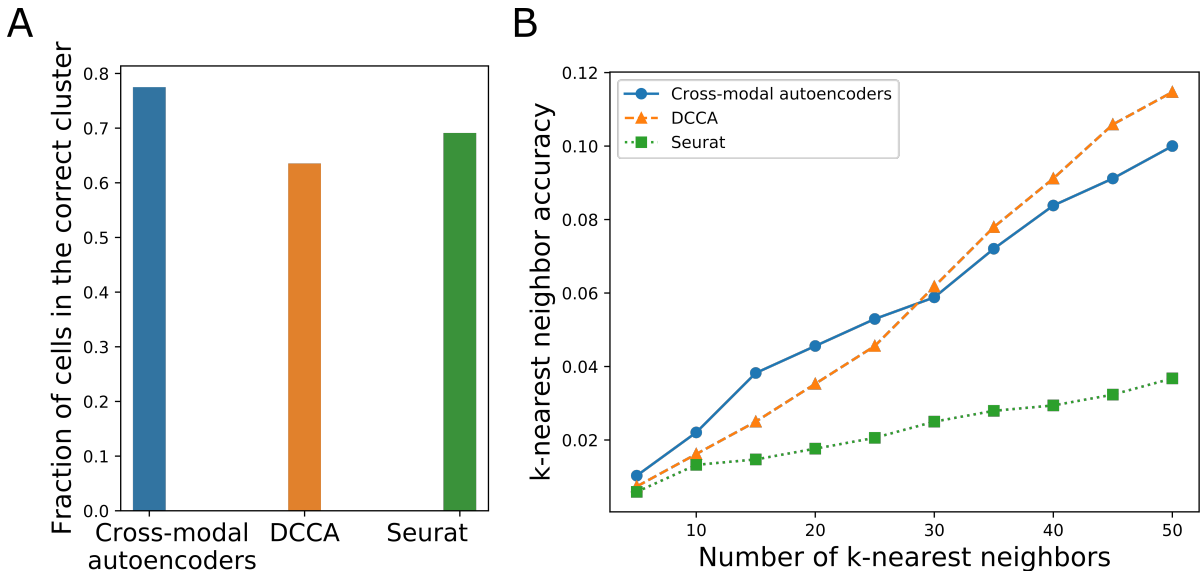 A
Fraction of cells in the correct cluster
0.8
0.7
0.6
0.5
0.4
0.3
0.2
0.1
0.0
Cross-modal
autoencoders
DCCA
Seurat
B
k-nearest neighbor accuracy
0.12
0.10
0.08
0.06
0.04
0.02
Cross-modal autoencoders
DCCA
Seurat
10
20
30
40
50
Number of k-nearest neighbors